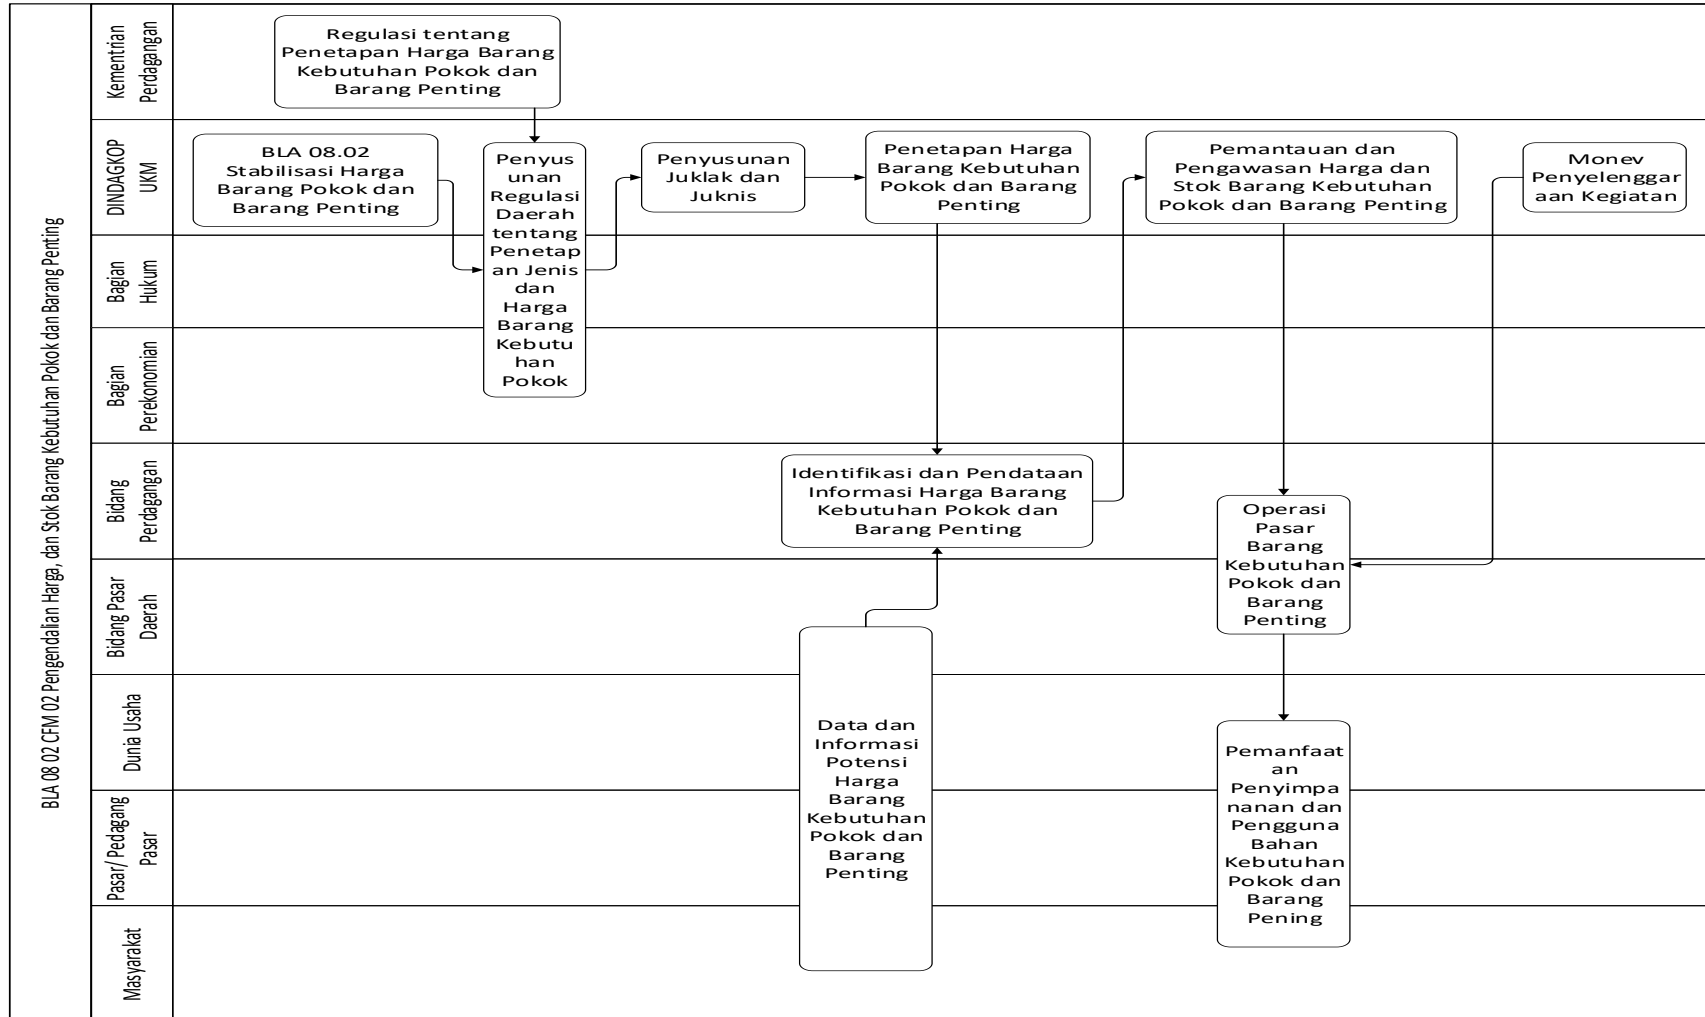 BLA 08 02 CFM 02 Pengendalian Harga, dan Stok Barang Kebutuhan Pokok dan Barang Penting
Kementrian
Perdagangan
Regulasi tentang
Penetapan Harga Barang
Kebutuhan Pokok dan
Barang Penting
DINDAGKOP
UKM
BLA 08.02
Stabilisasi Harga
Barang Pokok dan
Barang Penting
Penyus
unan
Regulasi
Daerah
tentang
Penetap
an Jenis
dan
Harga
Barang
Kebutu
han
Pokok
Penyusunan
Juklak dan
Juknis
Penetapan Harga
Barang Kebutuhan
Pokok dan Barang
Penting
Pemantauan dan
Pengawasan Harga dan
Stok Barang Kebutuhan
Pokok dan Barang Penting
Monev
Penyelenggar
aan Kegiatan
Bagian
Hukum
Bagian
Perekonomian
Bidang
Perdagangan
Identifikasi dan Pendataan
Informasi Harga Barang
Kebutuhan Pokok dan
Barang Penting
Operasi
Pasar
Barang
Kebutuhan
Pokok dan
Barang
Penting
Bidang Pasar
Daerah
Dunia Usaha
Data dan
Informasi
Potensi
Harga
Barang
Kebutuhan
Pokok dan
Barang
Penting
Pemanfaat
an
Penyimpa
nanan dan
Pengguna
Bahan
Kebutuhan
Pokok dan
Barang
Pening
Pasar/ Pedagang
Pasar
Masyarakat